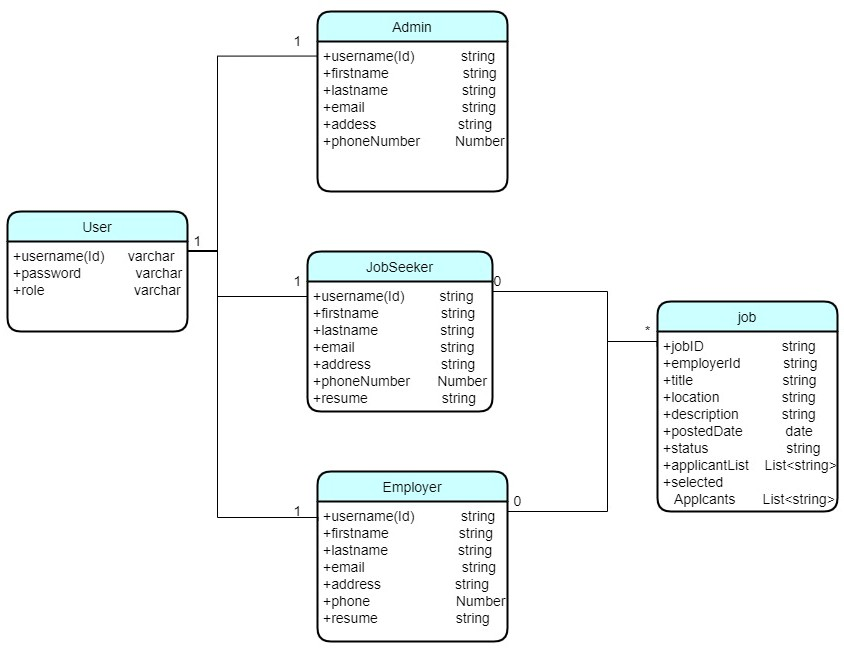 Admin
1
+username(Id) string
+firstname string
+lastname string
+email string
+addess string
+phoneNumber Number
User
1
+username(Id) varchar
+password varchar
+role varchar
JobSeeker
1
0
+username(Id) string
+firstname string
+lastname string
+email string
+address string
+phoneNumber Number
+resume string
job
*
+jobID string
+employerId string
+title string
+location string
+description string
+postedDate date
+status string
+applicantList List<string>
+selected
Applcants List<string>
Employer
1
0
+username(Id) string
+firstname string
+lastname string
+email string
+address string
+phone Number
+resume string